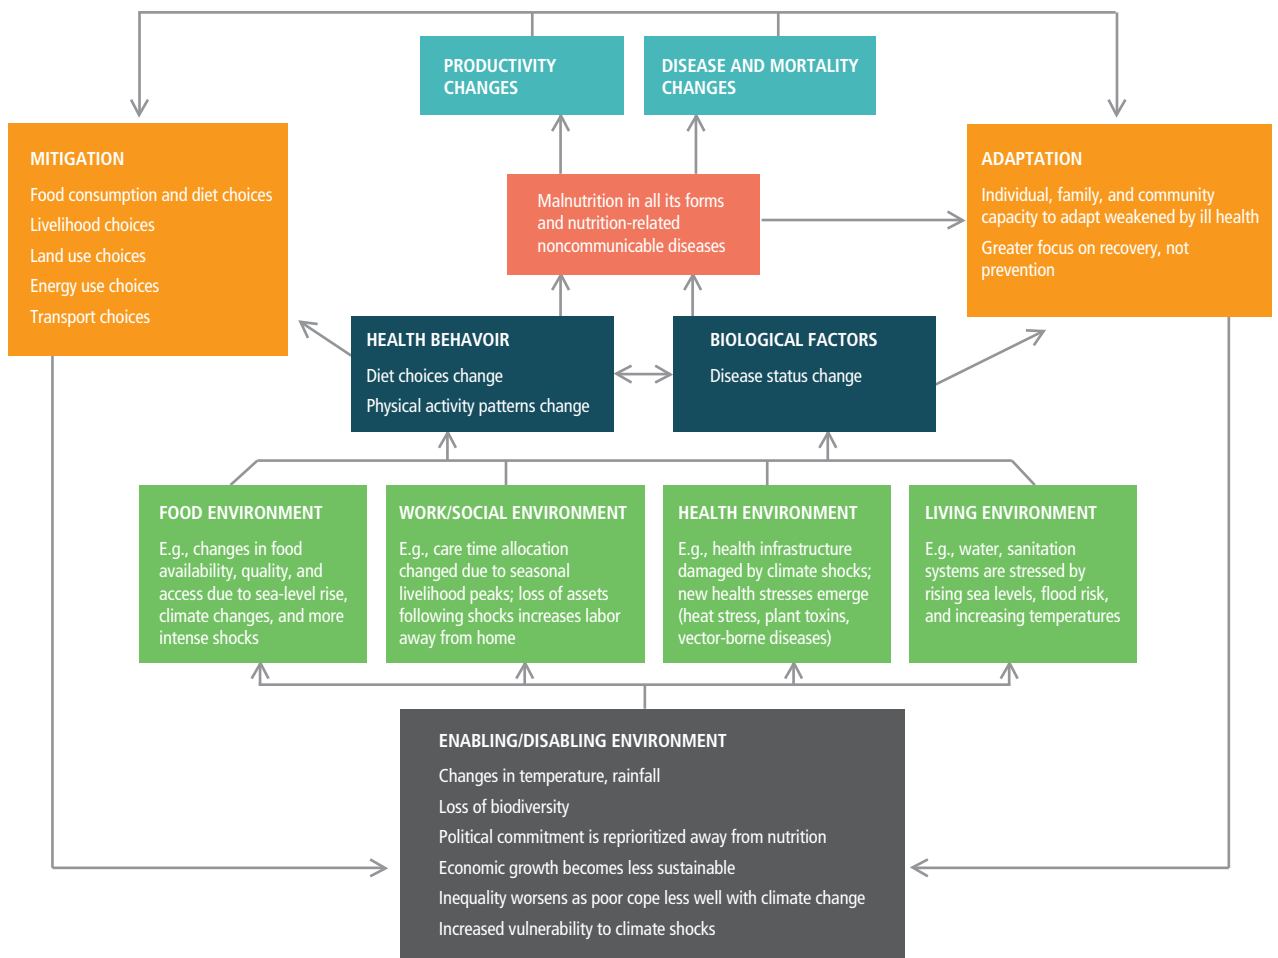 PRODUCTIVITY
CHANGES
DISEASE AND MORTALITY
CHANGES
MITIGATION
Food consumption and diet choices
Livelihood choices
Land use choices
Energy use choices
Transport choices
Malnutrition in all its forms
and nutrition-related
noncommunicable diseases
ADAPTATION
Individual, family, and community
capacity to adapt weakened by ill health
Greater focus on recovery, not
prevention
HEALTH BEHAVOIR
Diet choices change
Physical activity patterns change
BIOLOGICAL FACTORS
Disease status change
FOOD ENVIRONMENT
E.g., changes in food
availability, quality, and
access due to sea-level rise,
climate changes, and more
intense shocks
WORK/SOCIAL ENVIRONMENT
E.g., care time allocation
changed due to seasonal
livelihood peaks; loss of assets
following shocks increases labor
away from home
HEALTH ENVIRONMENT
E.g., health infrastructure
damaged by climate shocks;
new health stresses emerge
(heat stress, plant toxins,
vector-borne diseases)
LIVING ENVIRONMENT
E.g., water, sanitation
systems are stressed by
rising sea levels, flood risk,
and increasing temperatures
ENABLING/DISABLING ENVIRONMENT
Changes in temperature, rainfall
Loss of biodiversity
Political commitment is reprioritized away from nutrition
Economic growth becomes less sustainable
Inequality worsens as poor cope less well with climate change
Increased vulnerability to climate shocks